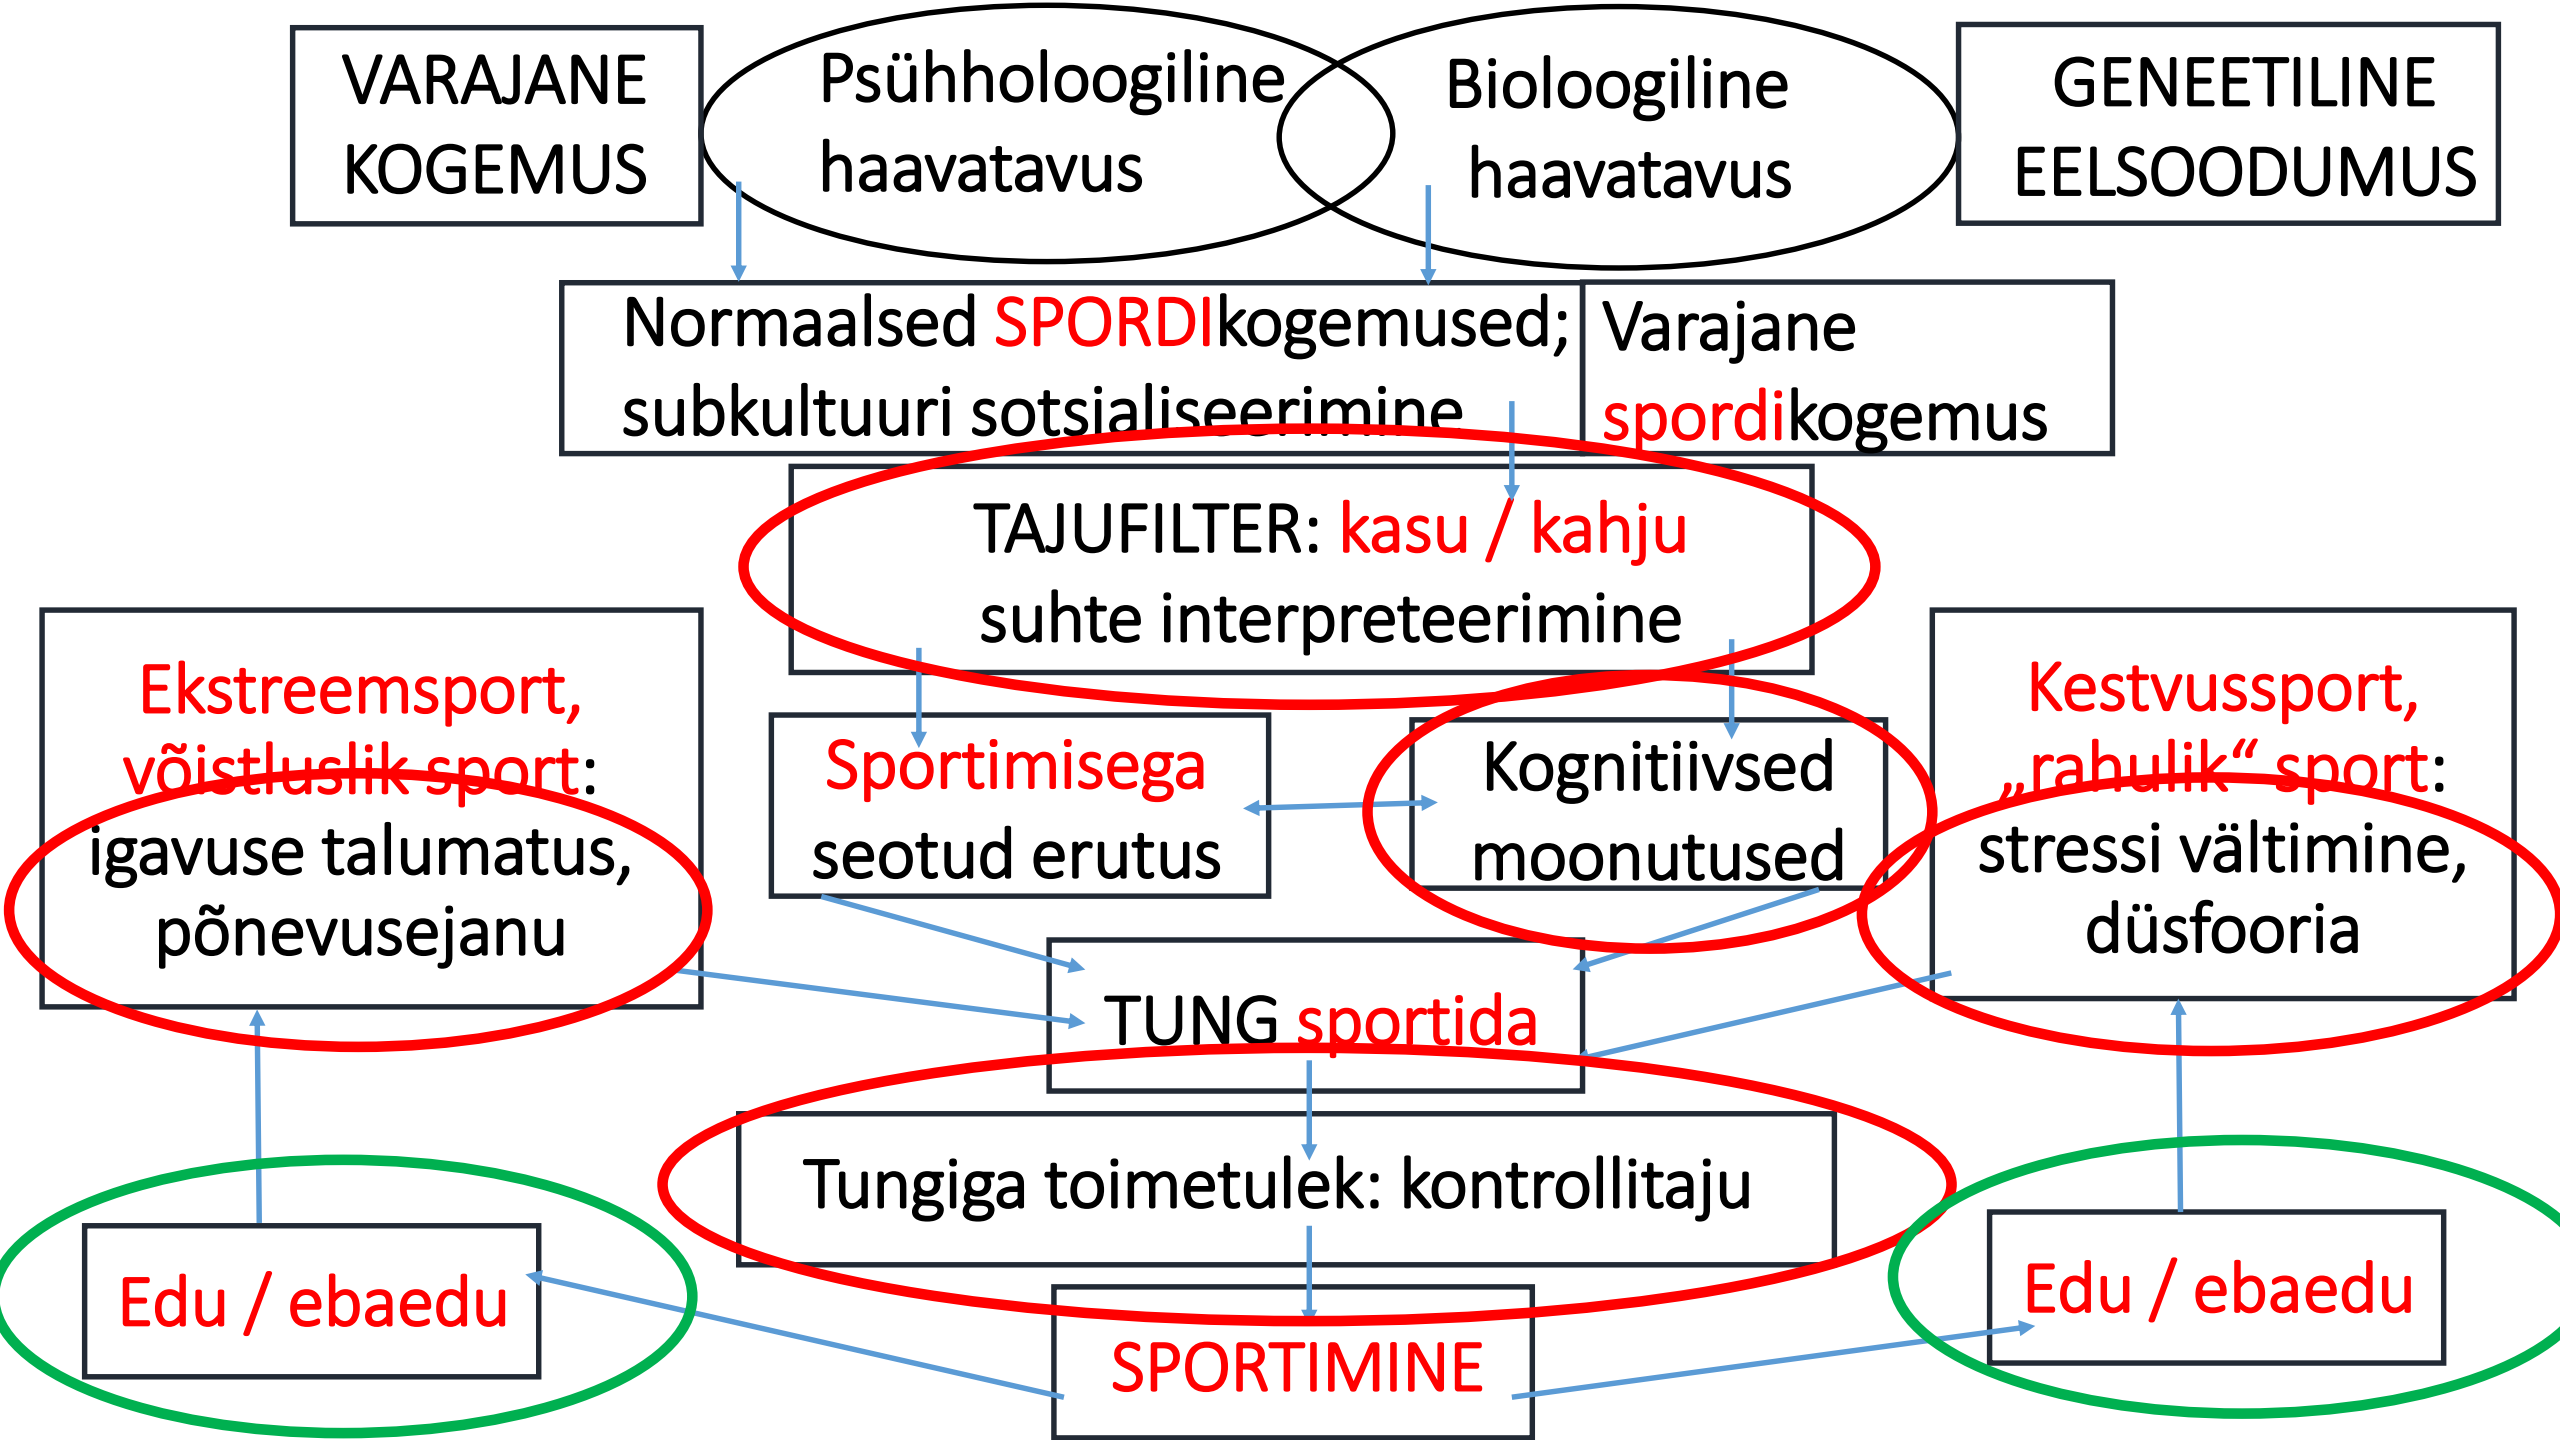 VARAJANE
KOGEMUS
Psühholoogiline
haavatavus
Bioloogiline
haavatavus
GENEETILINE
EELSOODUMUS
Normaalsed SPORDIkogemused;
subkultuuri sotsialiseerimine
Varajane
spordikogemus
TAJUFILTER: kasu / kahju
suhte interpreteerimine
Ekstreemsport,
võistluslik sport:
igavuse talumatus,
põnevusejanu
Sportimisega
seotud erutus
Kognitiivsed
moonutused
Kestvussport,
„rahulik“ sport:
stressi vältimine,
düsfooria
TUNG sportida
Tungiga toimetulek: kontrollitaju
Edu / ebaedu
SPORTIMINE
Edu / ebaedu